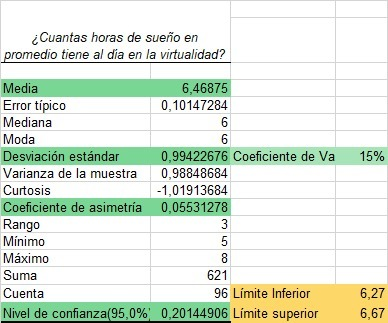 ¿Cuantas horas de sueño en
promedio tiene al día en la virtualidad?
Media 6,46875
Error típico 0,10147284
Mediana 6
Moda 6
Desviación estándar 0,99422676 Coeficiente de Va 15%
Varianza de la muestra 0,98848684
Curtosis -1,01913684
Coeficiente de asimetría 0,05531278
Rango 3
Mínimo 5
Máximo 8
Suma 621
Cuenta 96 Límite Inferior 6,27
Nivel de confianza(95,0%) 0,20144906 Límite superior 6,67